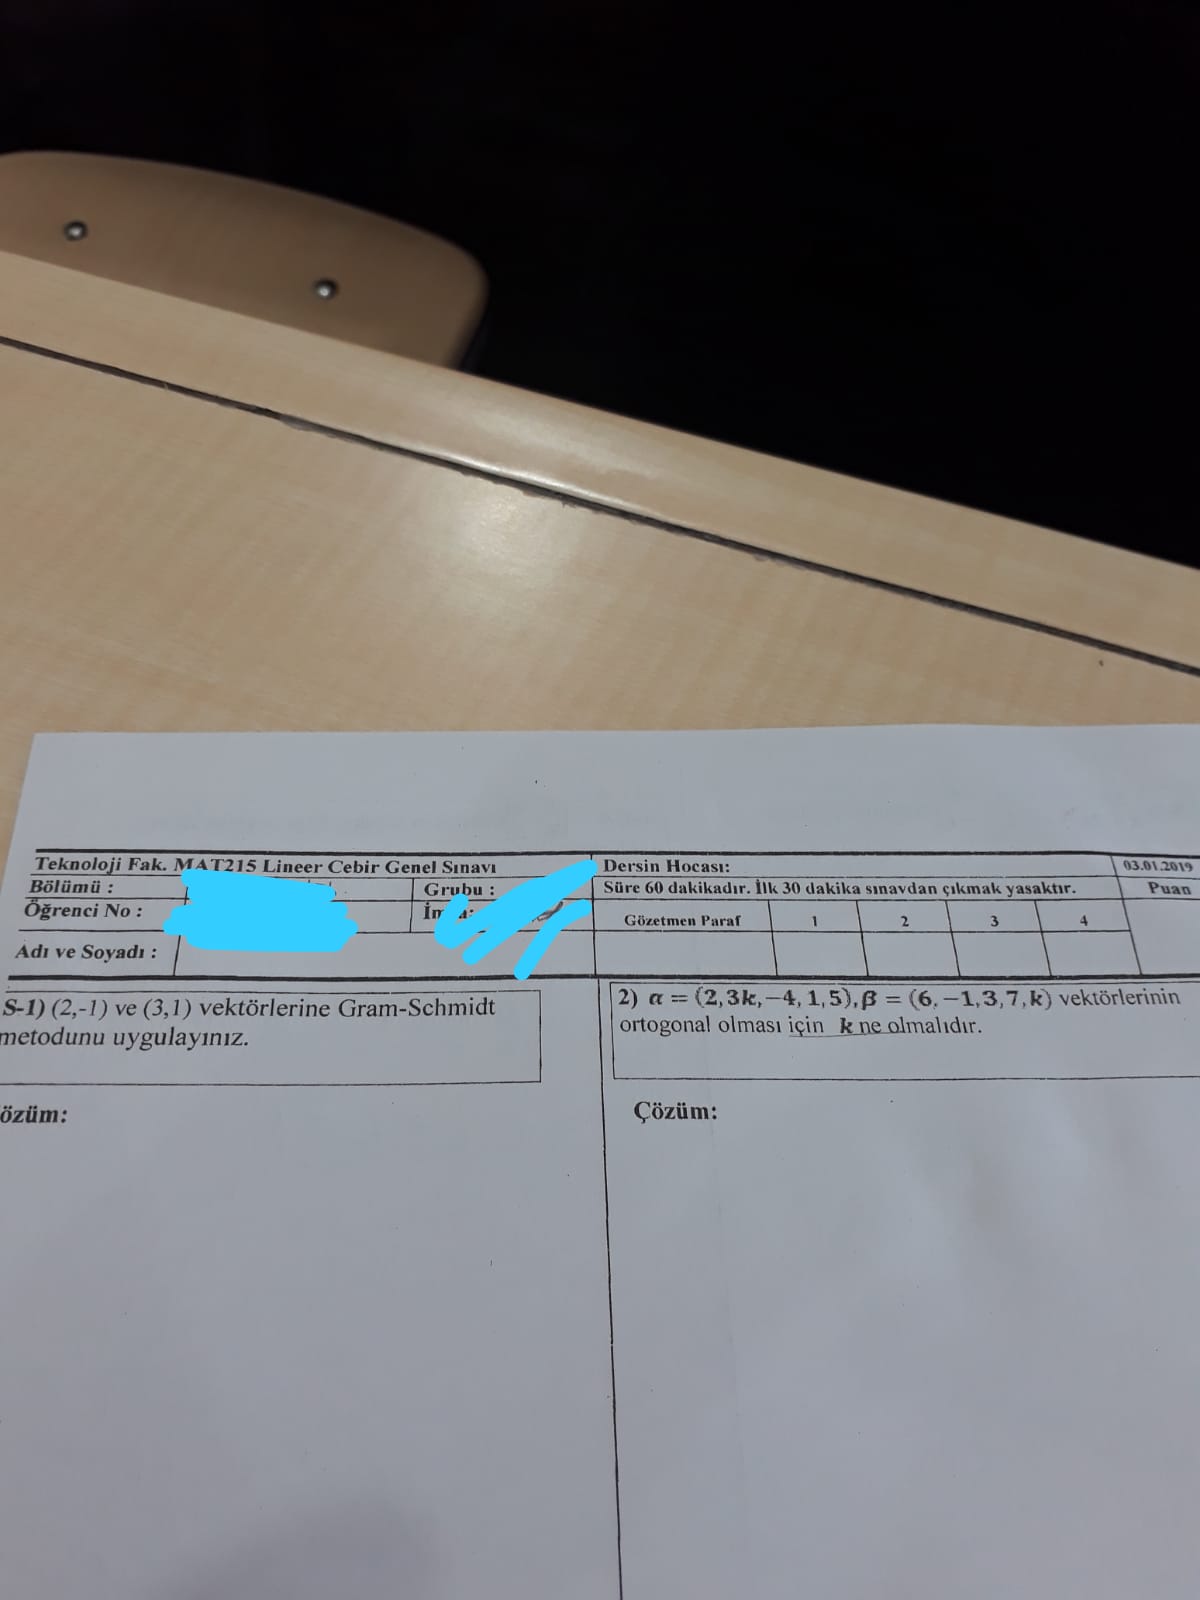 Teknoloji Fak. MAT215 Lineer Cebir Genel Sınavı
Dersin Hocası:
03.01.2019
Bölümü :
Grubu :
Süre 60 dakikadır. İlk 30 dakika sınavdan çıkmak yasaktır.
Puan
Öğrenci No :
Gözetmen Paraf 1 2 3 4
Adı ve Soyadı :
S-1) (2,-1) ve (3,1) vektörlerine Gram-Schmidt
metodunu uygulayınız.
özüm:
2) α = (2,3k,−4,1,5),β = (6,−1,3,7,k) vektörlerinin
ortogonal olması için k ne olmalıdır.
Çözüm: